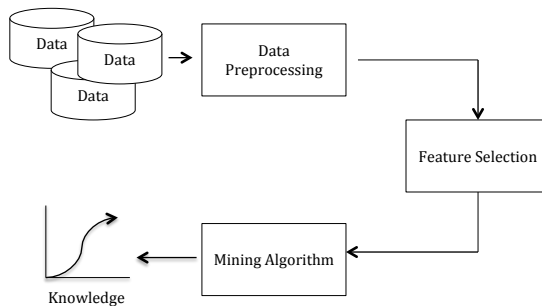 Data
Data
Data
Data
Preprocessing
Feature Selection
Mining Algorithm
Knowledge